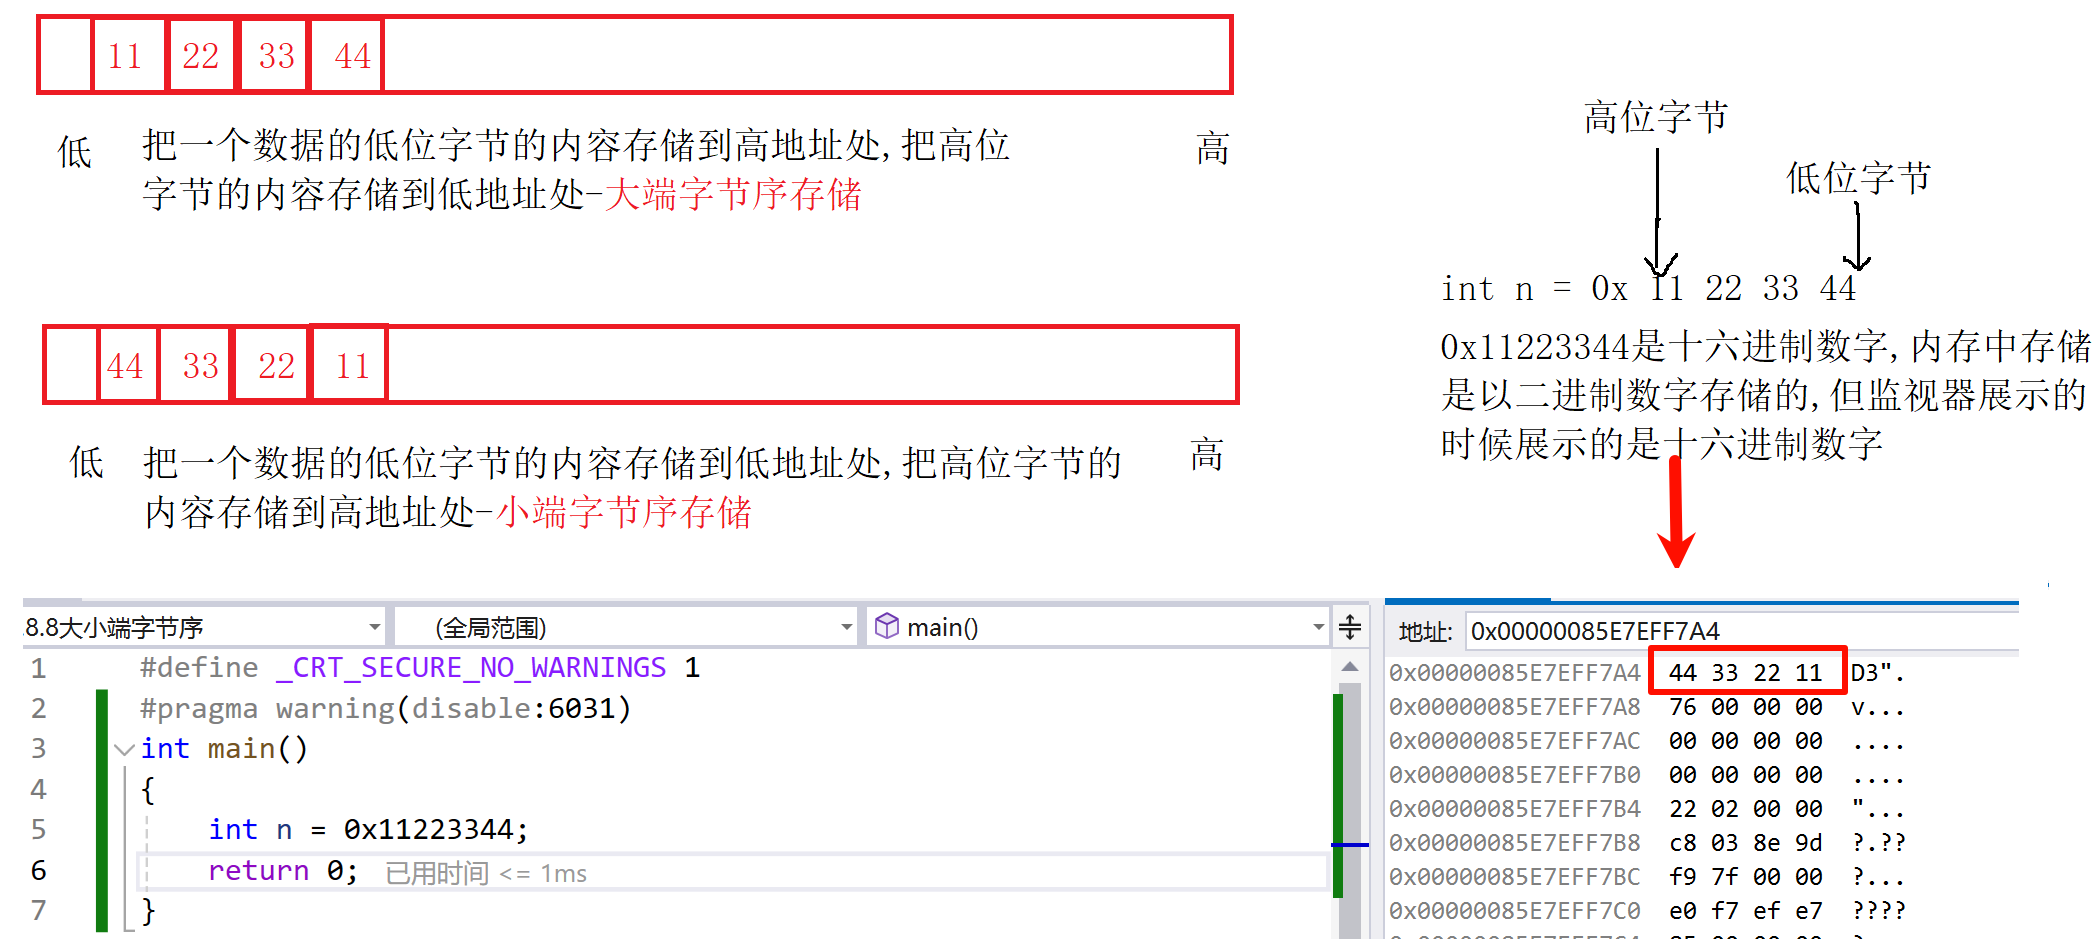 11 22 33 44
低
把一个数据的低位字节的内容存储到高地址处,把高位
字节的内容存储到低地址处-大端字节序存储
高
44 33 22 11
低
把一个数据的低位字节的内容存储到低地址处,把高位字节的
内容存储到高地址处-小端字节序存储
高
高位字节
低位字节
int n = 0x 11 22 33 44
0x11223344是十六进制数字,内存中存储
是以二进制数字存储的,但监视器展示的
时候展示的是十六进制数字
.8.8大小端字节序
(全局范围)
main()
1 #define _CRT_SECURE_NO_WARNINGS 1
2 #pragma warning(disable:6031)
3 int main()
4 {
5 int n = 0x11223344;
6 return 0; 已用时间 <= 1ms
7 }
地址: 0x00000085E7EFF7A4
0x00000085E7EFF7A4 44 33 22 11 D3".
0x00000085E7EFF7A8 76 00 00 00 v...
0x00000085E7EFF7AC 00 00 00 00 ....
0x00000085E7EFF7B0 00 00 00 00 ....
0x00000085E7EFF7B4 22 02 00 00 "...
0x00000085E7EFF7B8 c8 03 8e 9d ?.??
0x00000085E7EFF7BC f9 7f 00 00 ?...
0x00000085E7EFF7C0 e0 f7 ef e7 ????